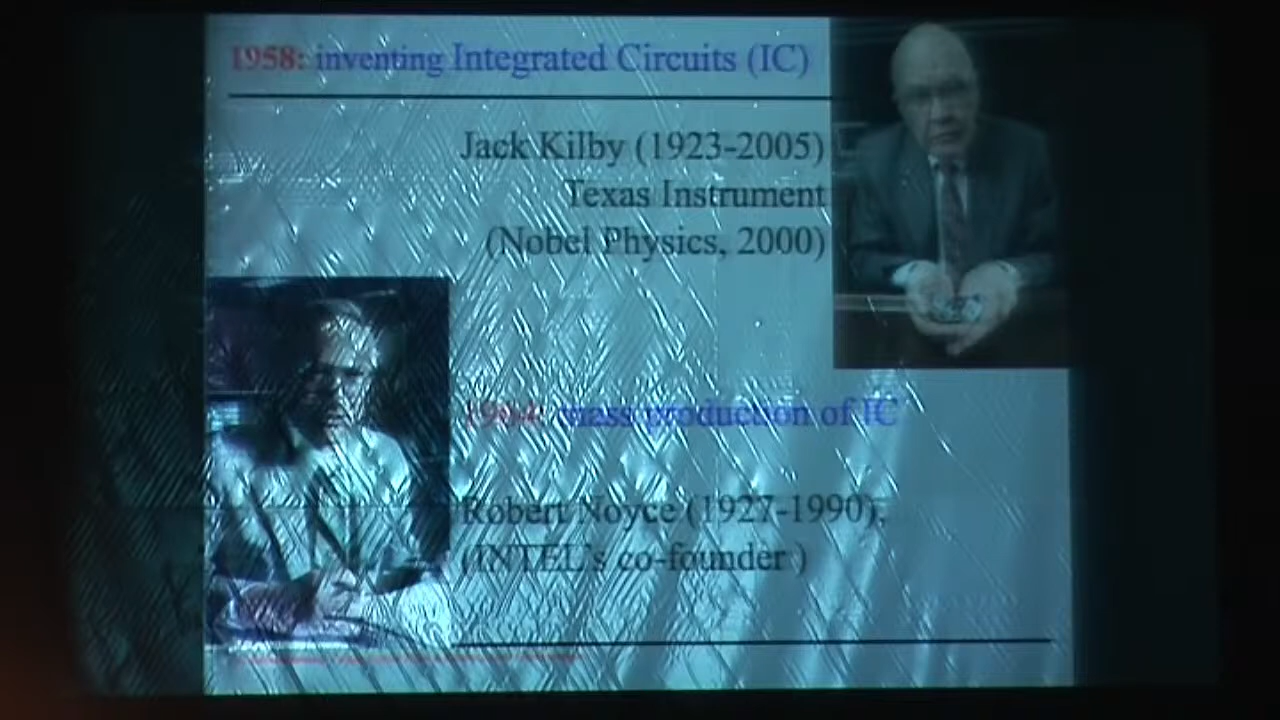 1958: inventing Integrated Circuits (IC)
Jack Kilby (1923-2005)
Texas Instrument
(Nobel Physics, 2000)
1964: mass production of IC
Robert Noyce (1927-1990),
(INTEL's co-founder )